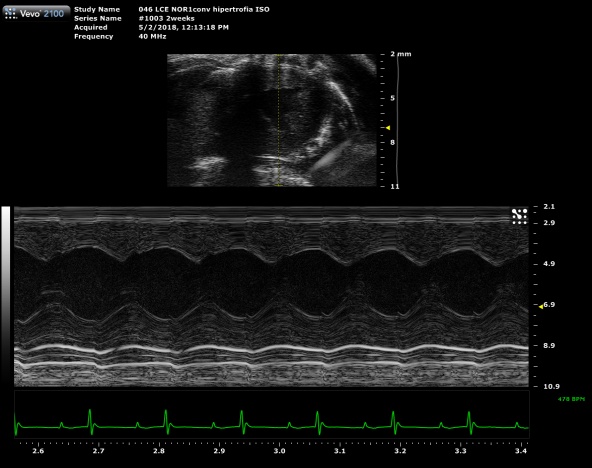 Vevo 2100
Study Name 046 LCE NOR1conv hipertrofia ISO
Series Name #1003 2weeks
Acquired 5/2/2018, 12:13:18 PM
Frequency 40 MHz
2 mm
5
8
11
2.1
2.9
4.9
6.9
8.9
10.9
478 BPM
2.6 2.7 2.8 2.9 3.0 3.1 3.2 3.3 3.4